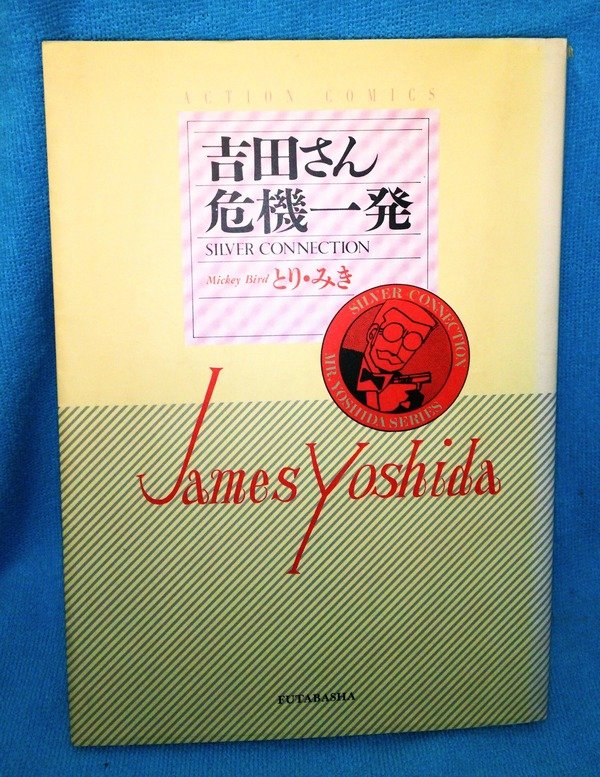 ACTION COMICS
吉田さん
危機一発
SILVER CONNECTION
Mickey Bird とり・みき
SILVER CONNECTION
MR. YOSHIDA SERIES
James Yoshida
FUTABASHA